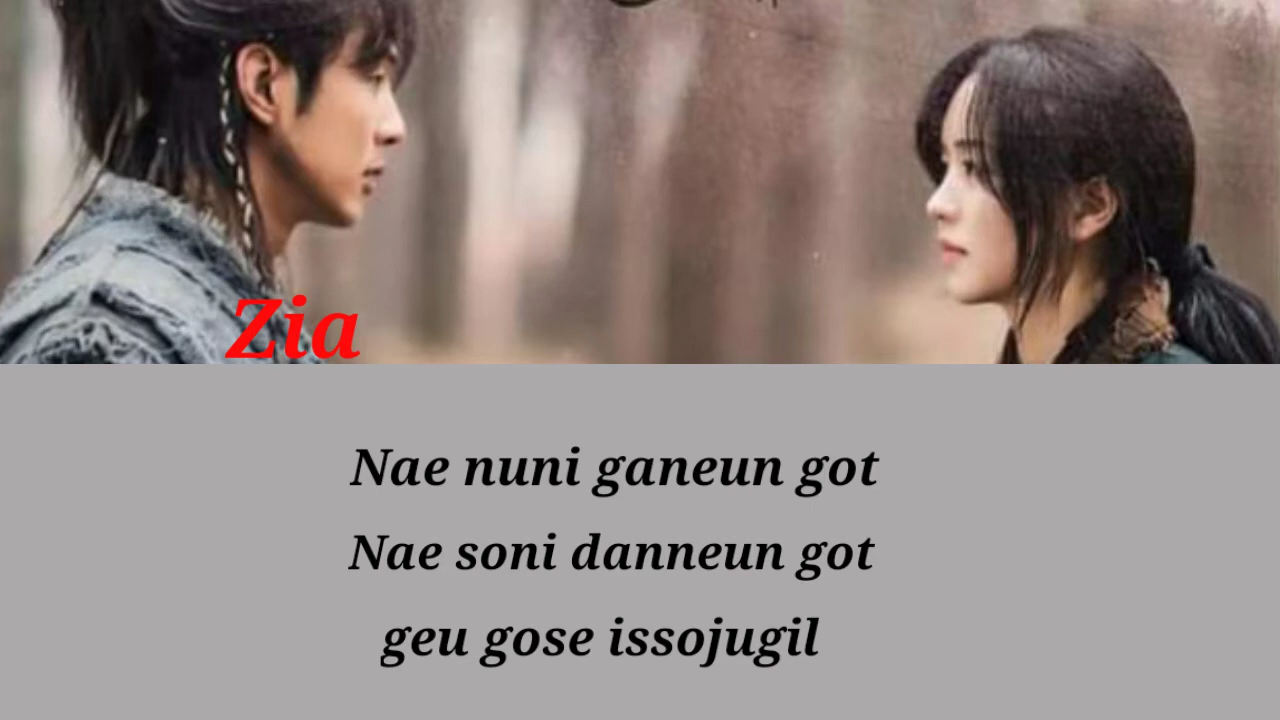 Zia
Nae nuni ganeun got
Nae soni danneun got
geu gose issojugil